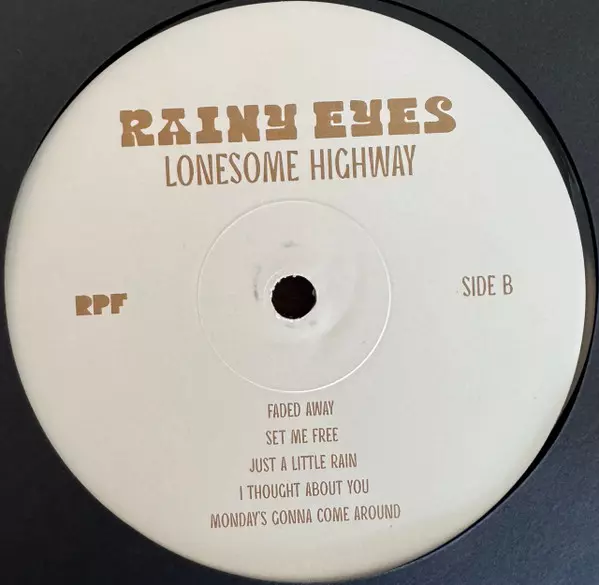 RAINY EYES
LONESOME HIGHWAY
RPF
SIDE B
FADED AWAY
SET ME FREE
JUST A LITTLE RAIN
I THOUGHT ABOUT YOU
MONDAY'S GONNA COME AROUND